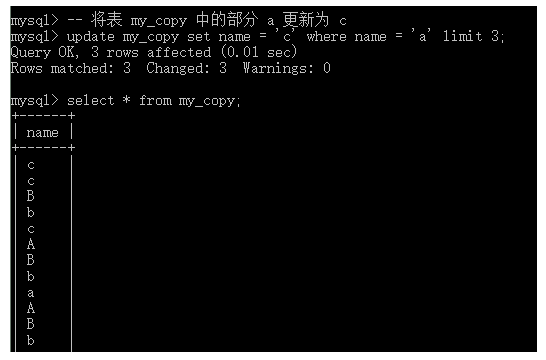 mysql> -- 将表 my_copy 中的部分 a 更新为 c
mysql> update my_copy set name = 'c' where name = 'a' limit 3;
Query OK, 3 rows affected (0.01 sec)
Rows matched: 3  Changed: 3  Warnings: 0

mysql> select * from my_copy;
+------+
| name |
+------+
| c    |
| c    |
| B    |
| b    |
| c    |
| A    |
| B    |
| b    |
| a    |
| A    |
| B    |
| b    |